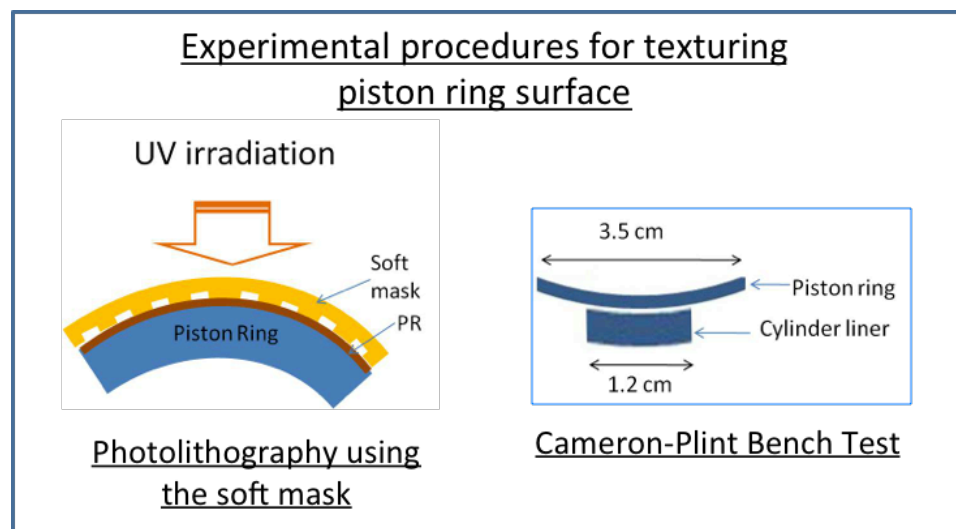 Experimental procedures for texturing
piston ring surface
UV irradiation
Soft
mask
PR
Piston Ring
Photolithography using
the soft mask
3.5 cm
Piston ring
Cylinder liner
1.2 cm
Cameron-Plint Bench Test